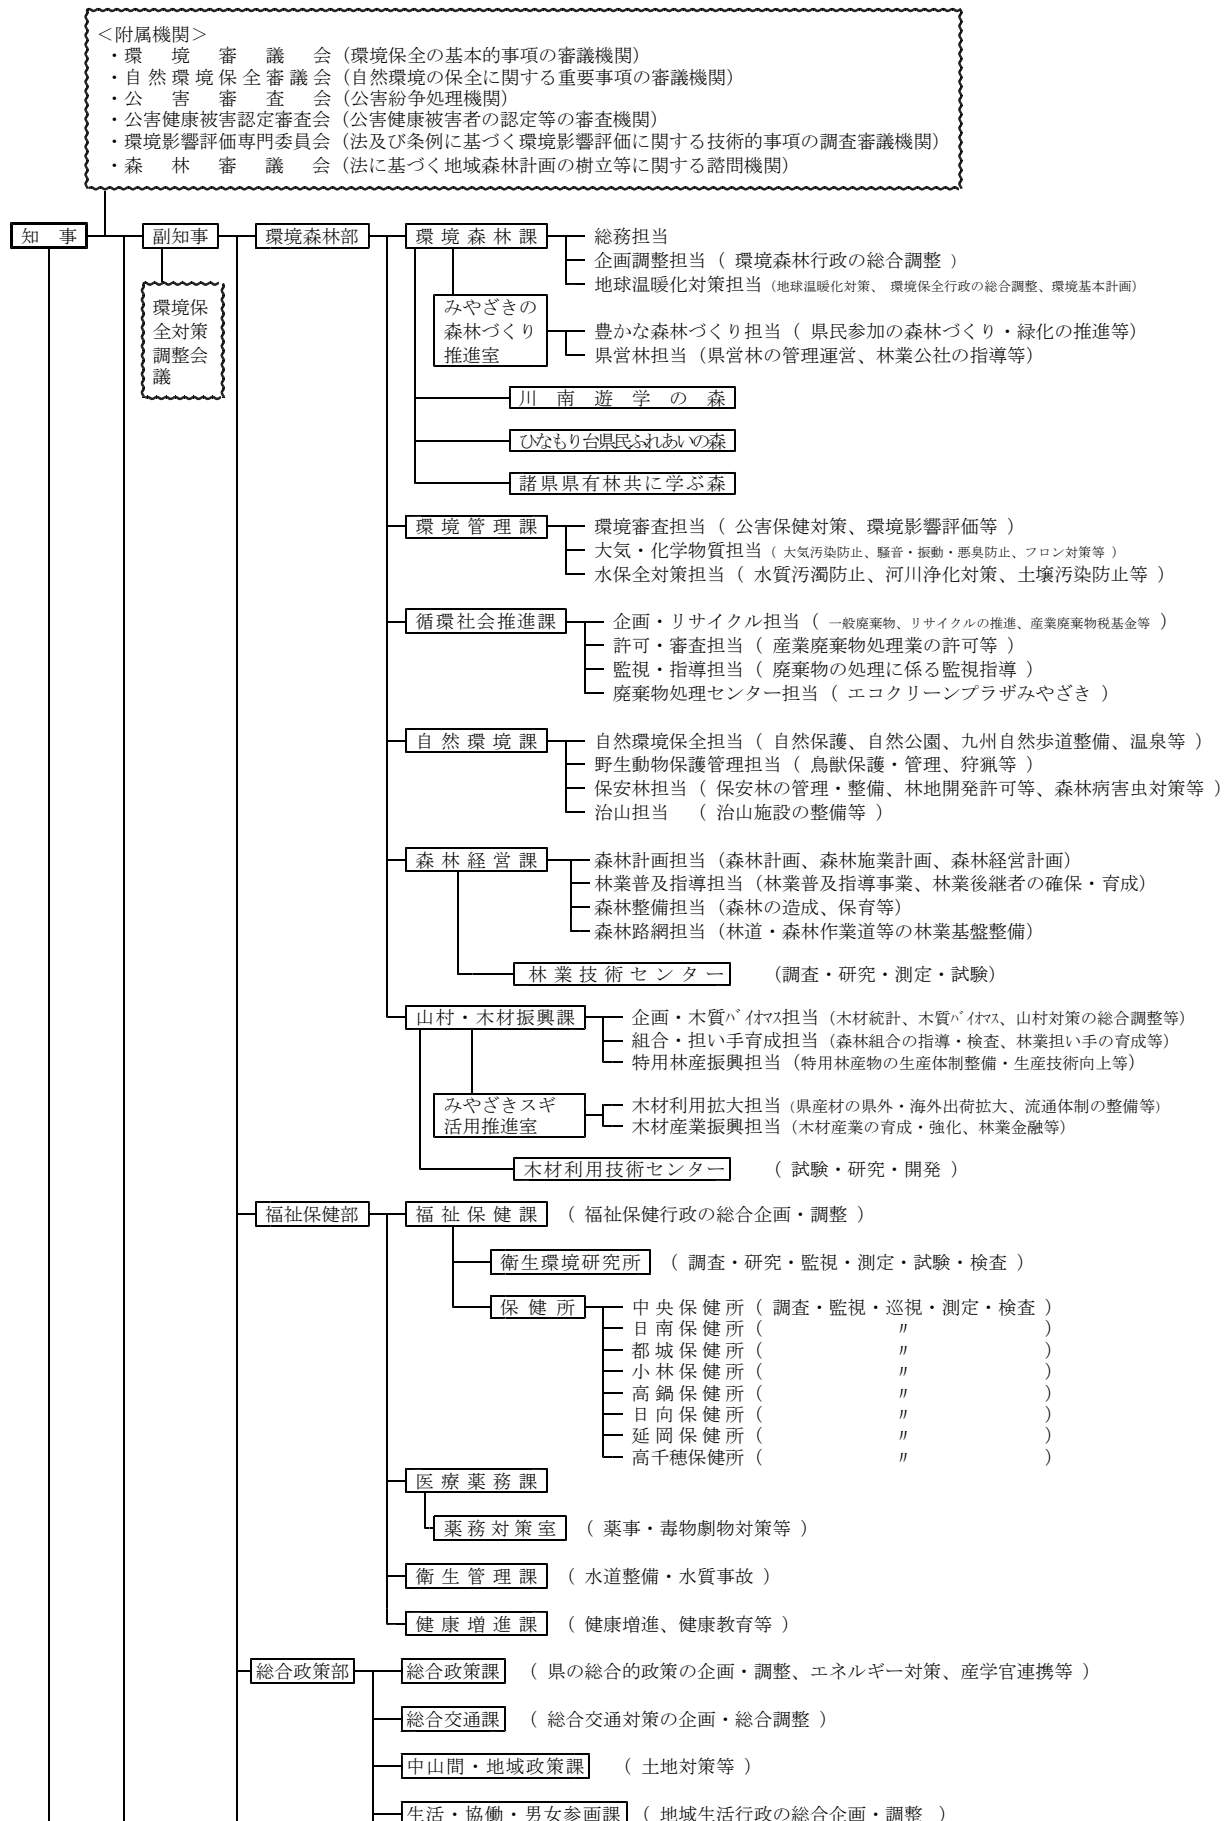 ＜附属機関＞
・環境審議会（環境保全の基本的事項の審議機関）
・自然環境保全審議会（自然環境の保全に関する重要事項の審議機関）
・公害審査会（公害紛争処理機関）
・公害健康被害認定審査会（公害健康被害者の認定等の審査機関）
・環境影響評価専門委員会（法及び条例に基づく環境影響評価に関する技術的事項の調査審議機関）
・森林審議会（法に基づく地域森林計画の樹立等に関する諮問機関）
知事 副知事 環境森林部 環境森林課 総務担当
企画調整担当（ 環境森林行政の総合調整 ）
地球温暖化対策担当（地球温暖化対策、 環境保全行政の総合調整、環境基本計画）
環境保
全対策
調整会
議
みやざきの
森林づくり
推進室
豊かな森林づくり担当（ 県民参加の森林づくり・緑化の推進等）
県営林担当（県営林の管理運営、林業公社の指導等）
川南遊学の森
ひなもり台県民ふれあいの森
諸県県有林共に学ぶ森
環境管理課 環境審査担当（ 公害保健対策、環境影響評価等 ）
大気・化学物質担当（ 大気汚染防止、騒音・振動・悪臭防止、フロン対策等 ）
水保全対策担当（ 水質汚濁防止、河川浄化対策、土壌汚染防止等 ）
循環社会推進課 企画・リサイクル担当（ 一般廃棄物、リサイクルの推進、産業廃棄物税基金等 ）
許可・審査担当（ 産業廃棄物処理業の許可等 ）
監視・指導担当（ 廃棄物の処理に係る監視指導 ）
廃棄物処理センター担当（ エコクリーンプラザみやざき ）
自然環境課 自然環境保全担当（ 自然保護、自然公園、九州自然歩道整備、温泉等 ）
野生動物保護管理担当（ 鳥獣保護・管理、狩猟等 ）
保安林担当（ 保安林の管理・整備、林地開発許可等、森林病害虫対策等 ）
治山担当 （ 治山施設の整備等 ）
森林経営課 森林計画担当（森林計画、森林施業計画、森林経営計画）
林業普及指導担当（林業普及指導事業、林業後継者の確保・育成）
森林整備担当（森林の造成、保育等）
森林路網担当（林道・森林作業道等の林業基盤整備）
林業技術センター （調査・研究・測定・試験）
山村・木材振興課 企画・木質ﾊﾞｲｵﾏｽ担当（木材統計、木質ﾊﾞｲｵﾏｽ、山村対策の総合調整等）
組合・担い手育成担当（森林組合の指導・検査、林業担い手の育成等）
特用林産振興担当（特用林産物の生産体制整備・生産技術向上等）
みやざきスギ
活用推進室
木材利用拡大担当（県産材の県外・海外出荷拡大、流通体制の整備等）
木材産業振興担当（木材産業の育成・強化、林業金融等）
木材利用技術センター （ 試験・研究・開発 ）
福祉保健部 福祉保健課 （ 福祉保健行政の総合企画・調整 ）
衛生環境研究所 （ 調査・研究・監視・測定・試験・検査 ）
保健所 中央保健所（ 調査・監視・巡視・測定・検査 ）
日南保健所（ 〃 ）
都城保健所（ 〃 ）
小林保健所（ 〃 ）
高鍋保健所（ 〃 ）
日向保健所（ 〃 ）
延岡保健所（ 〃 ）
高千穂保健所（ 〃 ）
医療薬務課
薬務対策室 （ 薬事・毒物劇物対策等 ）
衛生管理課 （ 水道整備・水質事故 ）
健康増進課 （ 健康増進、健康教育等 ）
総合政策部 総合政策課 （ 県の総合的政策の企画・調整、エネルギー対策、産学官連携等 ）
総合交通課 （ 総合交通対策の企画・総合調整 ）
中山間・地域政策課 （ 土地対策等 ）
生活・協働・男女参画課 （ 地域生活行政の総合企画・調整 ）